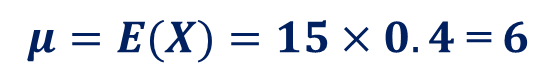 μ = E(X) = 15 × 0.4 = 6